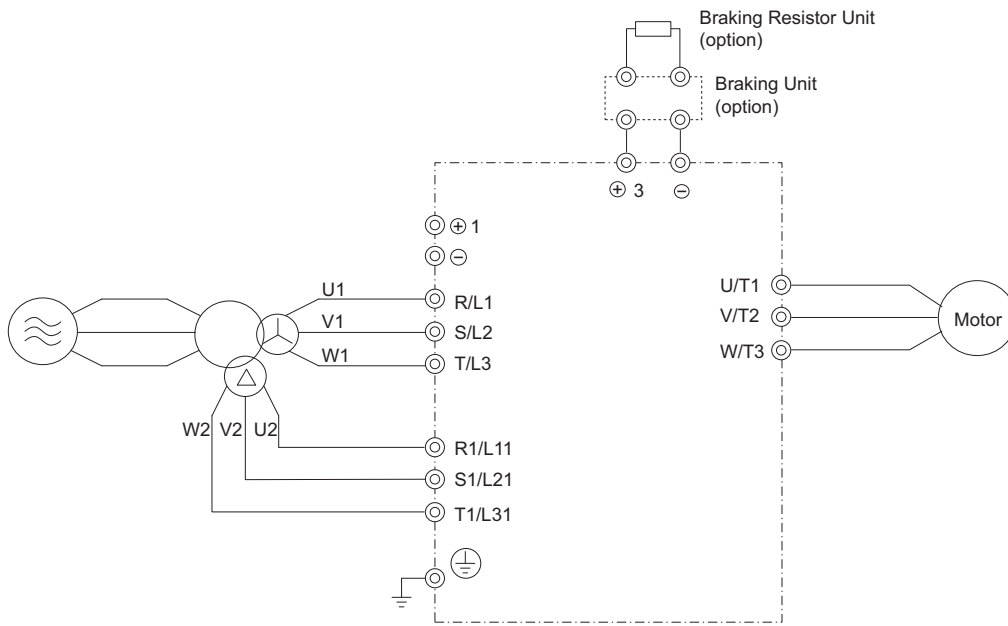 Braking Resistor Unit
(option)
Braking Unit
(option)
⊕ 3
⊖
⊕ 1
⊖
U1
R/L1
V1
S/L2
W1
T/L3
U/T1
V/T2
W/T3
Motor
W2
V2
U2
R1/L11
S1/L21
T1/L31